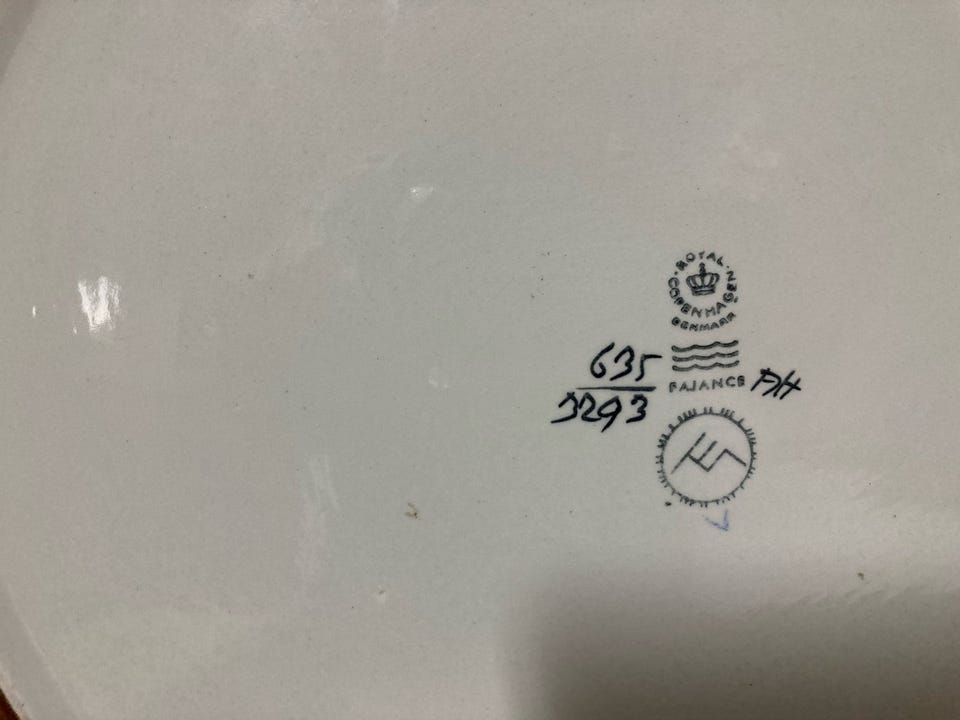 ROYAL
COPENHAGEN
DENMARK
635
3293
FAJANCE